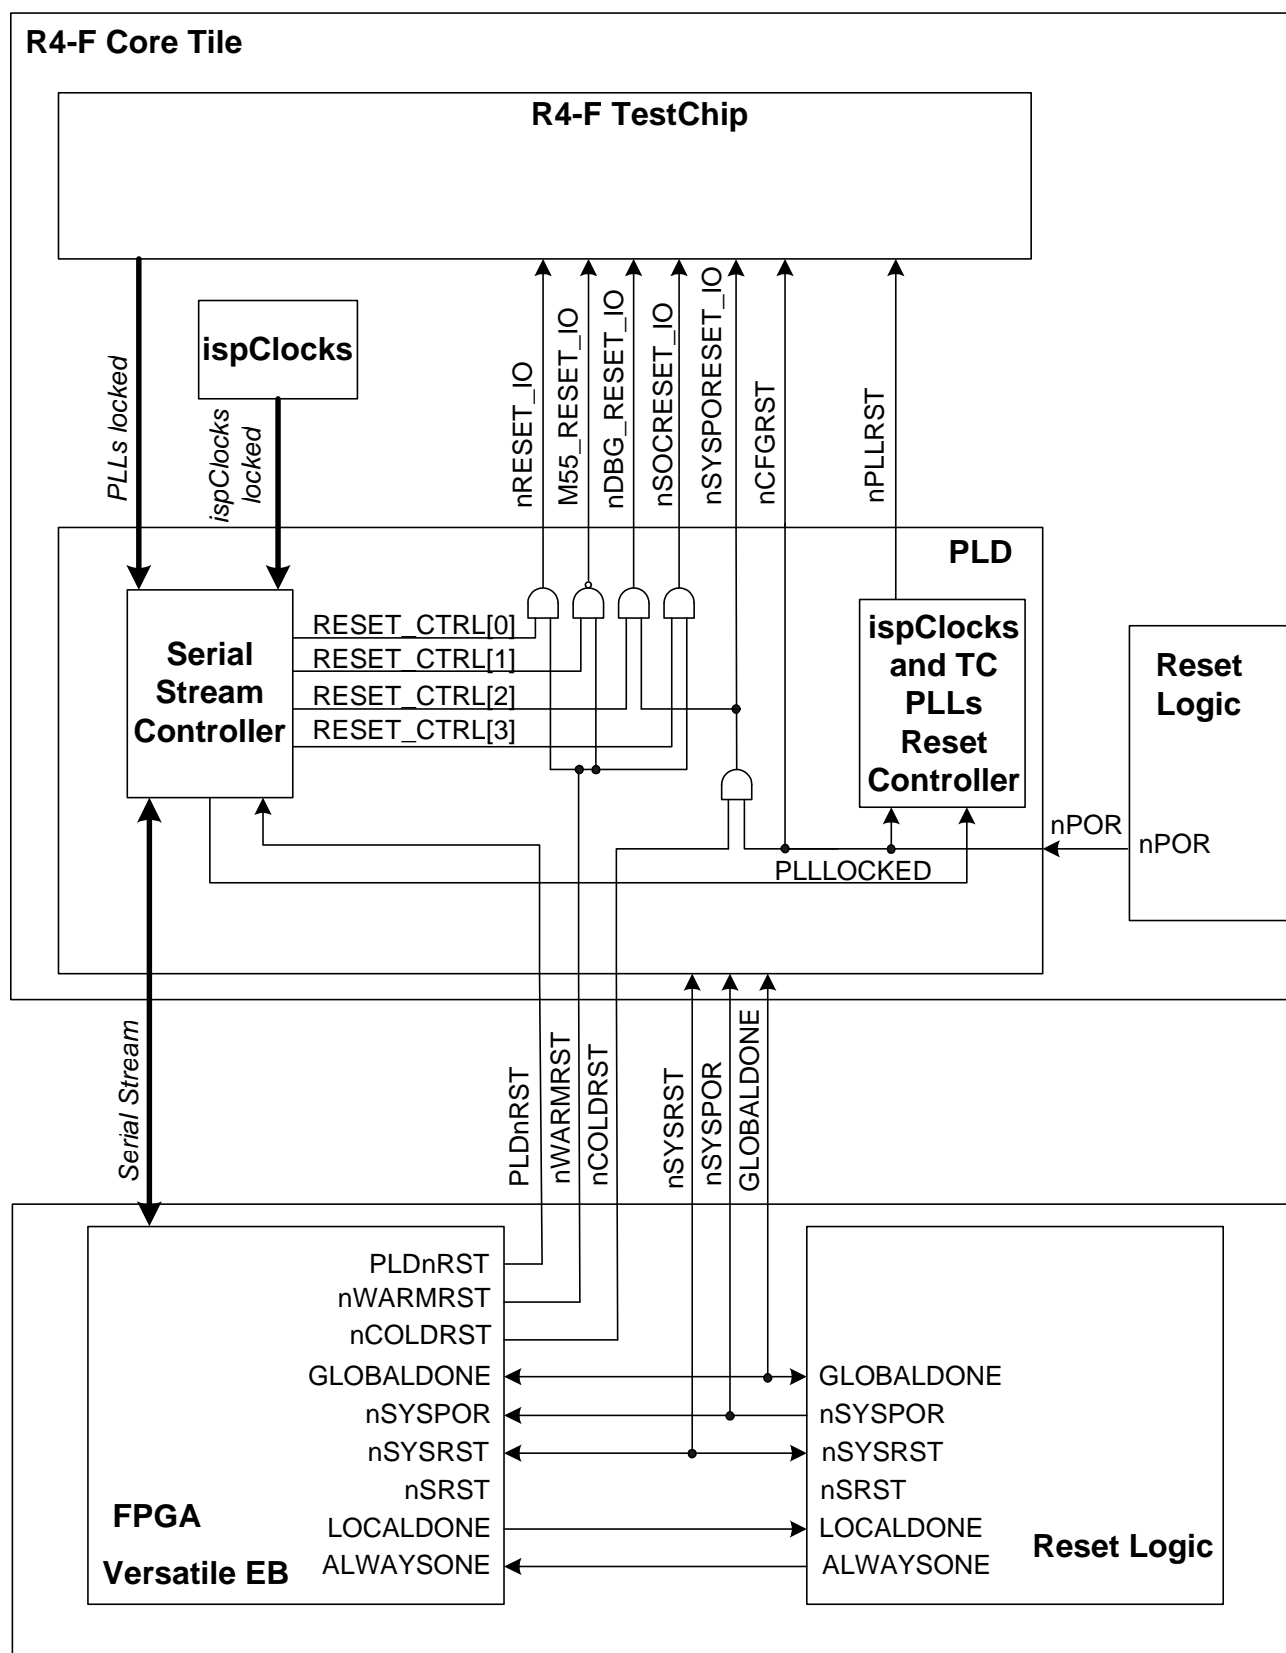 R4-F Core Tile
R4-F TestChip
ispClocks
PLLs locked
ispClocks
locked
nRESET_IO
M55_RESET_IO
nDBG_RESET_IO
nSOCRESET_IO
nSYSPORESET_IO
nCFGRST
nPLLRST
PLD
Serial
Stream
Controller
RESET_CTRL[0]
RESET_CTRL[1]
RESET_CTRL[2]
RESET_CTRL[3]
ispClocks
and TC
PLLs
Reset
Controller
Reset
Logic
nPOR
nPOR
PLLLOCKED
Serial Stream
PLDnRST
nWARMRST
nCOLDRST
nSYSRST
nSYSPOR
GLOBALDONE
PLDnRST
nWARMRST
nCOLDRST
GLOBALDONE
nSYSPOR
nSYSRST
nSRST
LOCALDONE
ALWAYSONE
FPGA
Versatile EB
GLOBALDONE
nSYSPOR
nSYSRST
nSRST
LOCALDONE
ALWAYSONE
Reset Logic